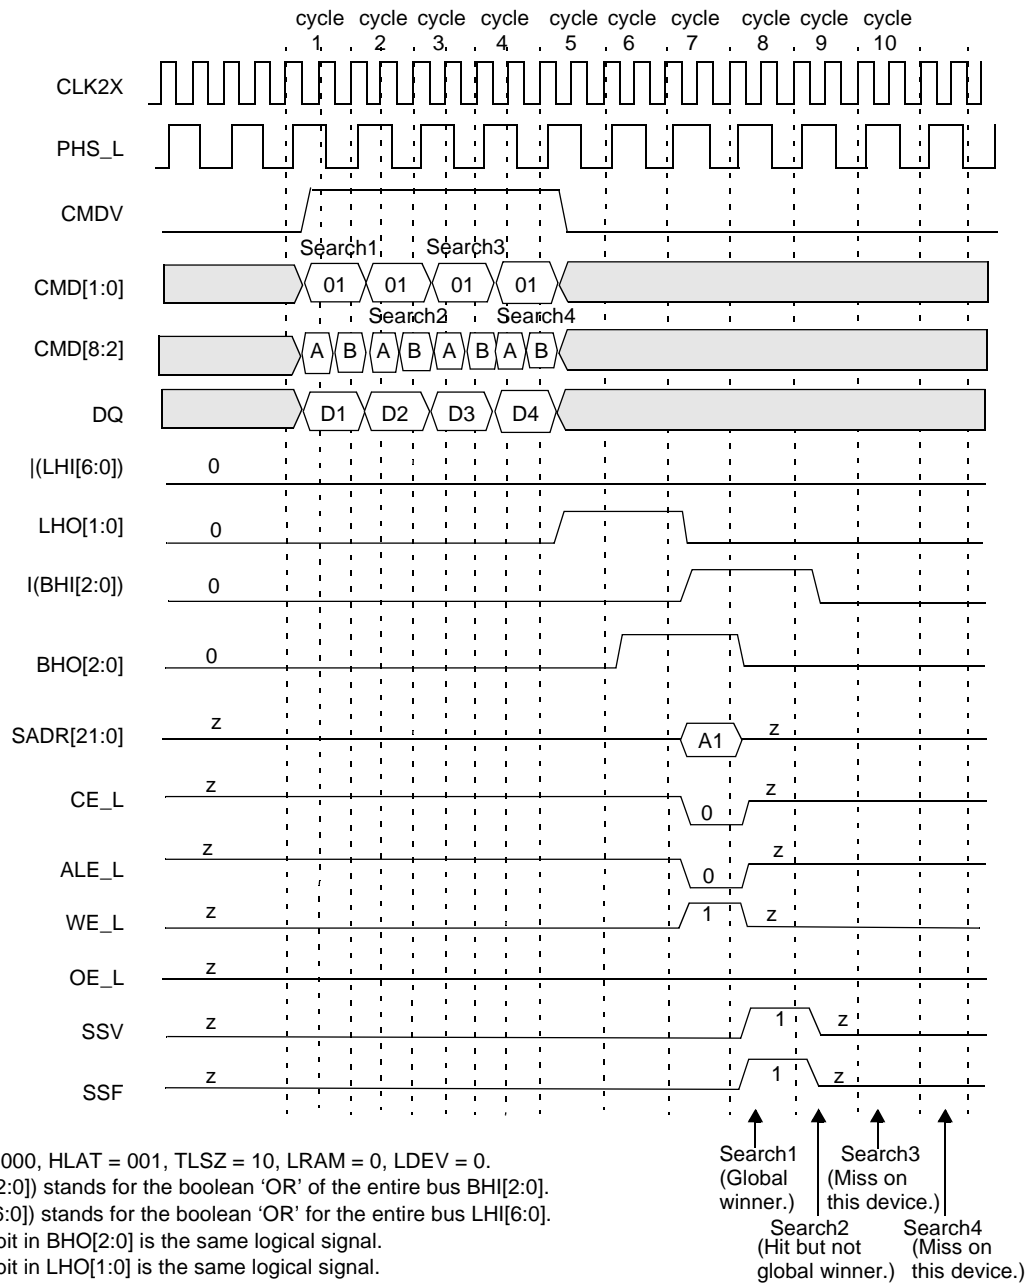 cycle cycle cycle cycle cycle cycle cycle cycle cycle cycle
1 2 3 4 5 6 7 8 9 10
CLK2X
PHS_L
CMDV
Search1 Search3
CMD[1:0] 01 01 01 01
Search2 Search4
CMD[8:2] A B A B A B A B
DQ D1 D2 D3 D4
|(LHI[6:0]) 0
LHO[1:0] 0
I(BHI[2:0]) 0
BHO[2:0] 0
SADR[21:0] z A1 z
CE_L z 0 z
ALE_L z 0 z
WE_L z 1 z
OE_L z
SSV z 1 z
SSF z 1 z
Search1
(Global
winner.)
Search3
(Miss on
this device.)
Search2
(Hit but not
global winner.)
Search4
(Miss on
this device.)
000, HLAT = 001, TLSZ = 10, LRAM = 0, LDEV = 0.
2:0]) stands for the boolean ‘OR’ of the entire bus BHI[2:0].
6:0]) stands for the boolean ‘OR’ for the entire bus LHI[6:0].
bit in BHO[2:0] is the same logical signal.
bit in LHO[1:0] is the same logical signal.